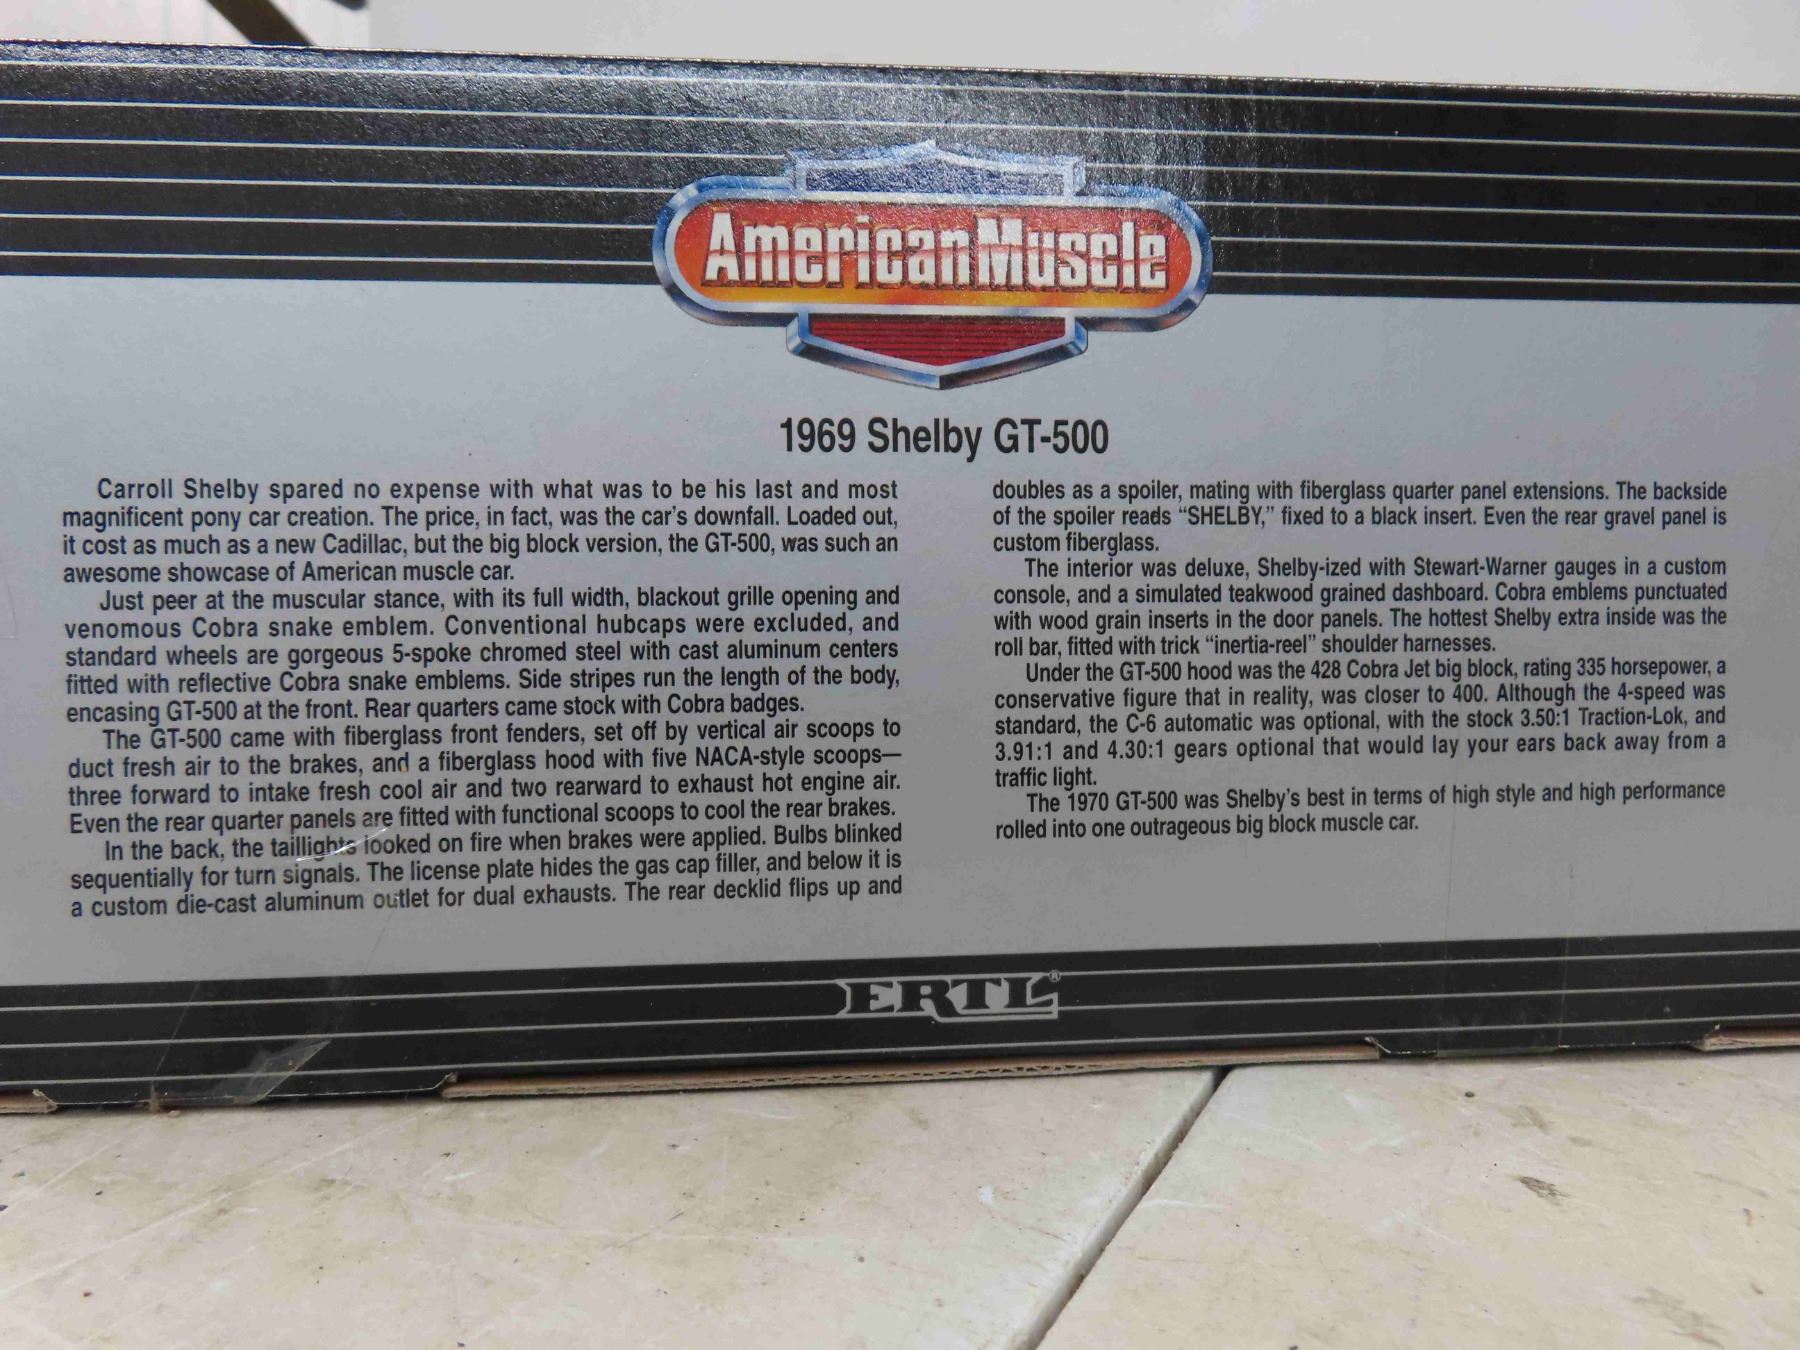 American Muscle
1969 Shelby GT-500
Carroll Shelby spared no expense with what was to be his last and most
magnificent pony car creation. The price, in fact, was the car's downfall. Loaded out,
it cost as much as a new Cadillac, but the big block version, the GT-500, was such an
awesome showcase of American muscle car.
Just peer at the muscular stance, with its full width, blackout grille opening and
venomous Cobra snake emblem. Conventional hubcaps were excluded, and
standard wheels are gorgeous 5-spoke chromed steel with cast aluminum centers
fitted with reflective Cobra snake emblems. Side stripes run the length of the body,
encasing GT-500 at the front. Rear quarters came stock with Cobra badges.
The GT-500 came with fiberglass front fenders, set off by vertical air scoops to
duct fresh air to the brakes, and a fiberglass hood with five NACA-style scoops—
three forward to intake fresh cool air and two rearward to exhaust hot engine air.
Even the rear quarter panels are fitted with functional scoops to cool the rear brakes.
In the back, the taillights looked on fire when brakes were applied. Bulbs blinked
sequentially for turn signals. The license plate hides the gas cap filler, and below it is
a custom die-cast aluminum outlet for dual exhausts. The rear decklid flips up and
doubles as a spoiler, mating with fiberglass quarter panel extensions. The backside
of the spoiler reads “SHELBY,” fixed to a black insert. Even the rear gravel panel is
custom fiberglass.
The interior was deluxe, Shelby-ized with Stewart-Warner gauges in a custom
console, and a simulated teakwood grained dashboard. Cobra emblems punctuated
with wood grain inserts in the door panels. The hottest Shelby extra inside was the
roll bar, fitted with trick “inertia-reel” shoulder harnesses.
Under the GT-500 hood was the 428 Cobra Jet big block, rating 335 horsepower, a
conservative figure that in reality, was closer to 400. Although the 4-speed was
standard, the C-6 automatic was optional, with the stock 3.50:1 Traction-Lok, and
3.91:1 and 4.30:1 gears optional that would lay your ears back away from a
traffic light.
The 1970 GT-500 was Shelby's best in terms of high style and high performance
rolled into one outrageous big block muscle car.
ERTL®